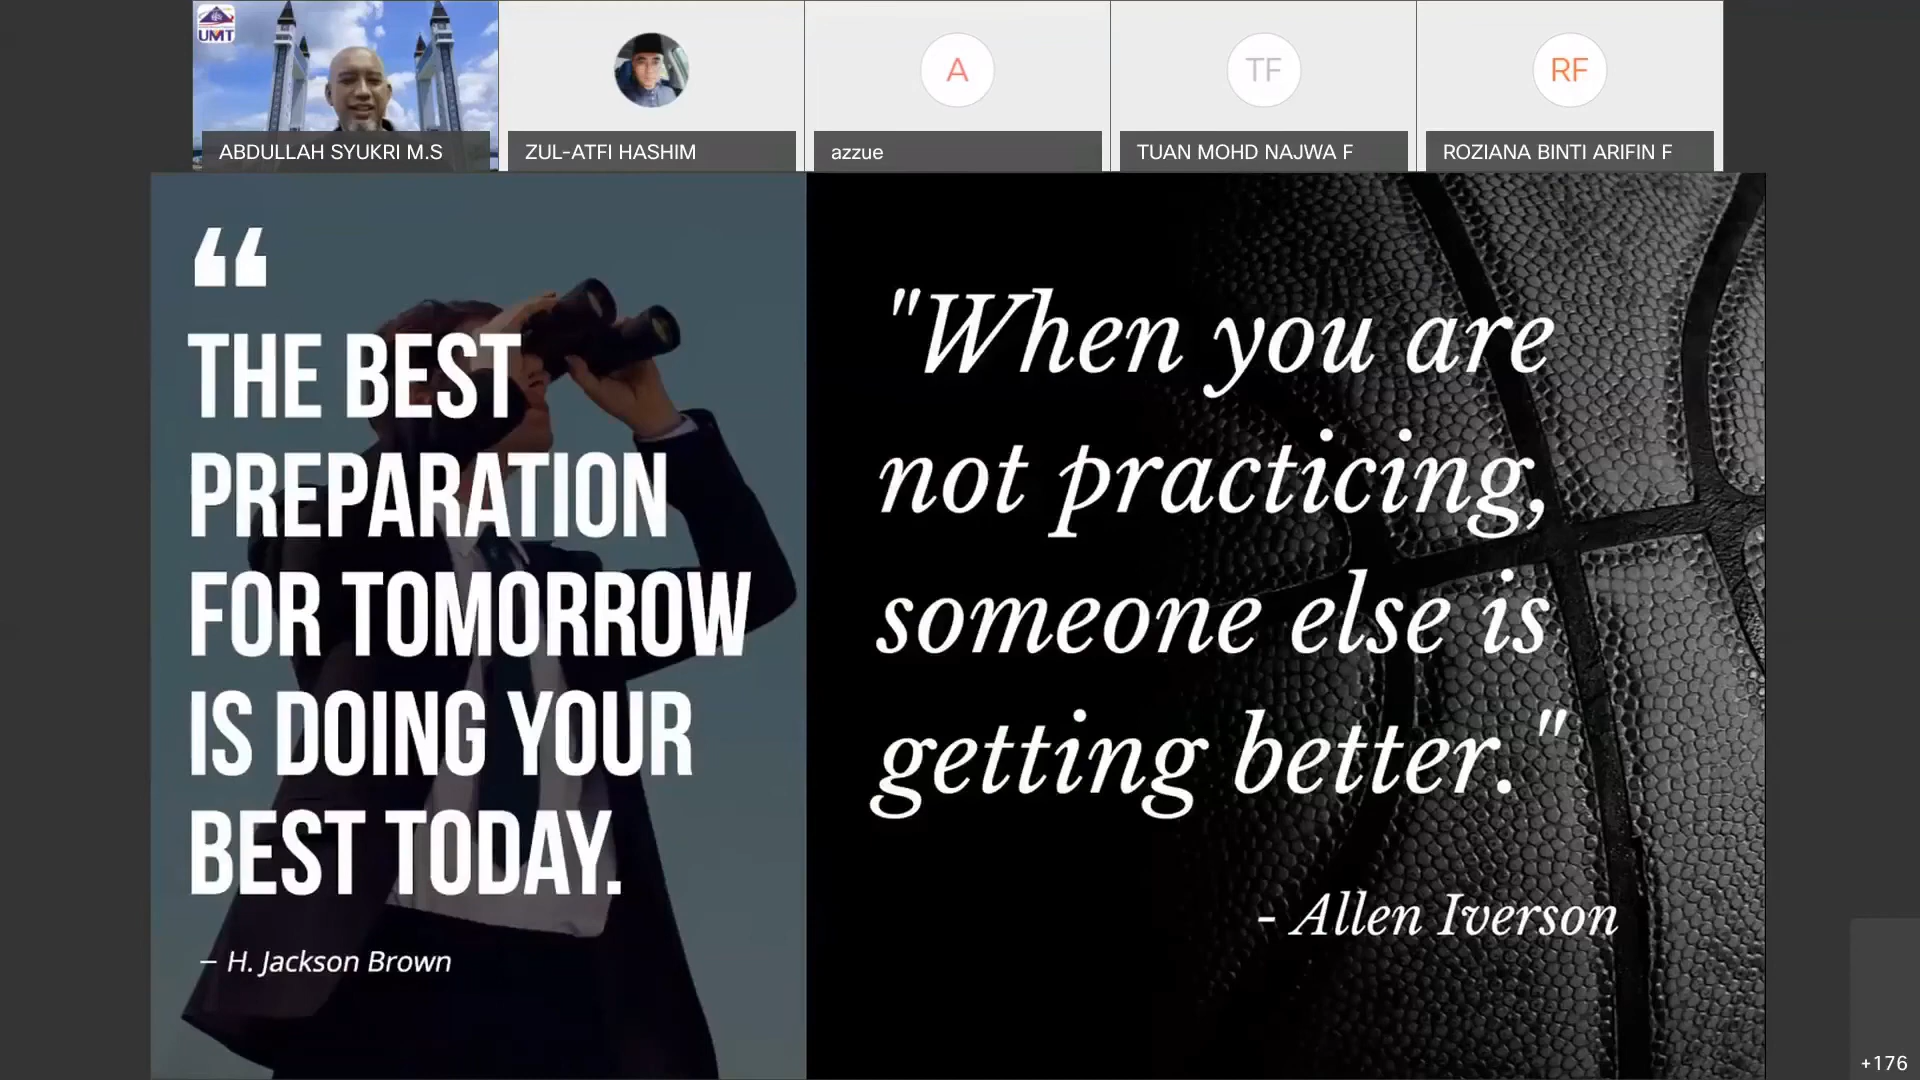 UMT
ABDULLAH SYUKRI M.S
ZUL-ATFI HASHIM
A
azzue
TF
TUAN MOHD NAJWA F
RF
ROZIANA BINTI ARIFIN F
“
THE BEST
PREPARATION
FOR TOMORROW
IS DOING YOUR
BEST TODAY.
– H. Jackson Brown
"When you are
not practicing,
someone else is
getting better."
- Allen Iverson
+176